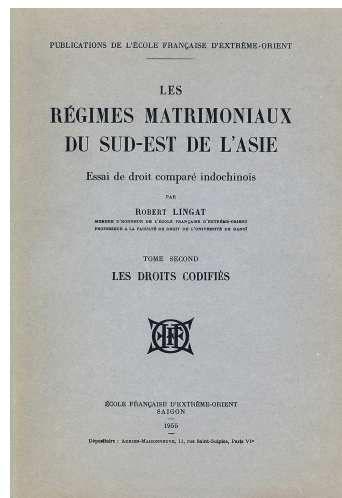 PUBLICATIONS DE L'ÉCOLE FRANÇAISE D'EXTRÊME-ORIENT
LES
RÉGIMES MATRIMONIAUX
DU SUD-EST DE L'ASIE
Essai de droit comparé indochinois
PAR
ROBERT LINGAT
MEMBRE D'HONNEUR DE L'ÉCOLE FRANÇAISE D'EXTRÊME-ORIENT
PROFESSEUR A LA FACULTÉ DE DROIT DE L'UNIVERSITÉ DE HANOÏ
TOME SECOND
LES DROITS CODIFIÉS
ÉCOLE FRANÇAISE D'EXTRÊME-ORIENT
SAIGON
1955
Dépositaire : ADRIEN-MAISONNEUVE, 11, rue Saint-Sulpice, Paris VIe